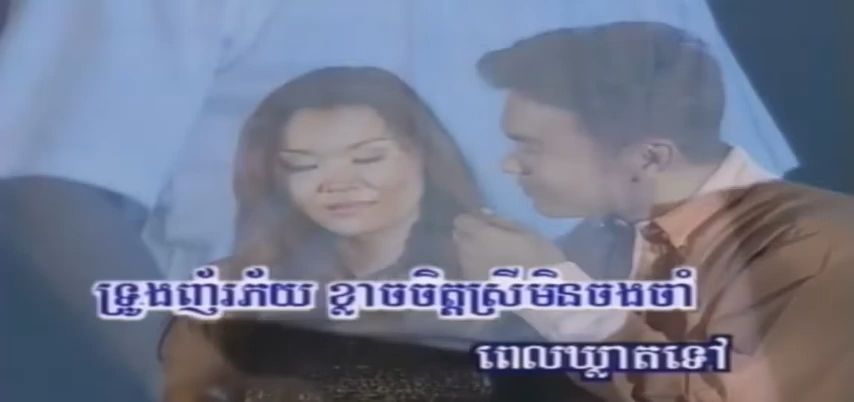 ទ្រូងញ័រភ័យ ខ្លាចចិត្តស្រីមិនចងចាំ
ពេលឃ្លាតទៅ